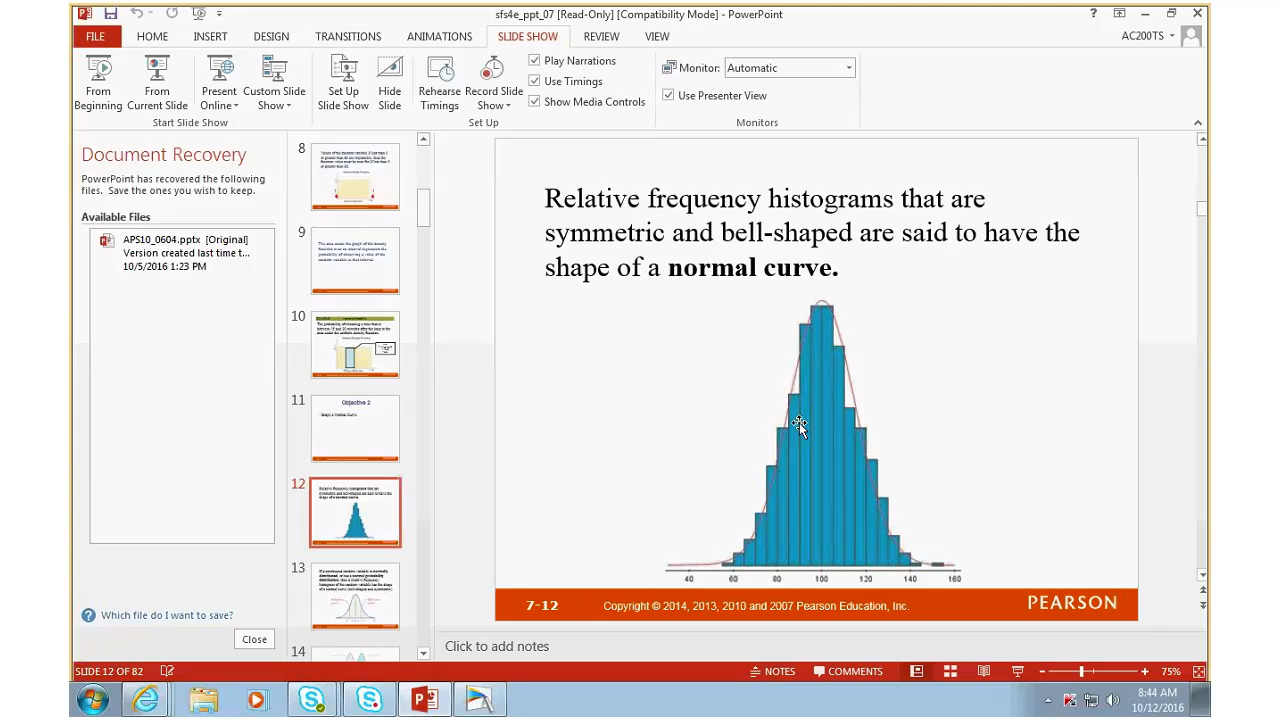 sfs4e_ppt_07 [Read-Only] [Compatibility Mode] - PowerPoint
FILE HOME INSERT DESIGN TRANSITIONS ANIMATIONS SLIDE SHOW REVIEW VIEW AC200TS
From Beginning
From Current Slide
Present Online
Custom Slide Show
Set Up Slide Show
Hide Slide
Rehearse Timings
Record Slide Show
Play Narrations
Use Timings
Show Media Controls
Monitor: Automatic
Use Presenter View
Start Slide Show Set Up Monitors
Document Recovery
PowerPoint has recovered the following
files. Save the ones you wish to keep.
Available Files
APS10_0604.pptx [Original]
Version created last time t...
10/5/2016 1:23 PM
Which file do I want to save?
Close
8
9
10
11
Objective 2
12
13
14
Relative frequency histograms that are
symmetric and bell-shaped are said to have the
shape of a normal curve.
40 60 80 100 120 140 160
7-12 Copyright © 2014, 2013, 2010 and 2007 Pearson Education, Inc. PEARSON
Click to add notes
SLIDE 12 OF 82 NOTES COMMENTS 75%
8:44 AM
10/12/2016